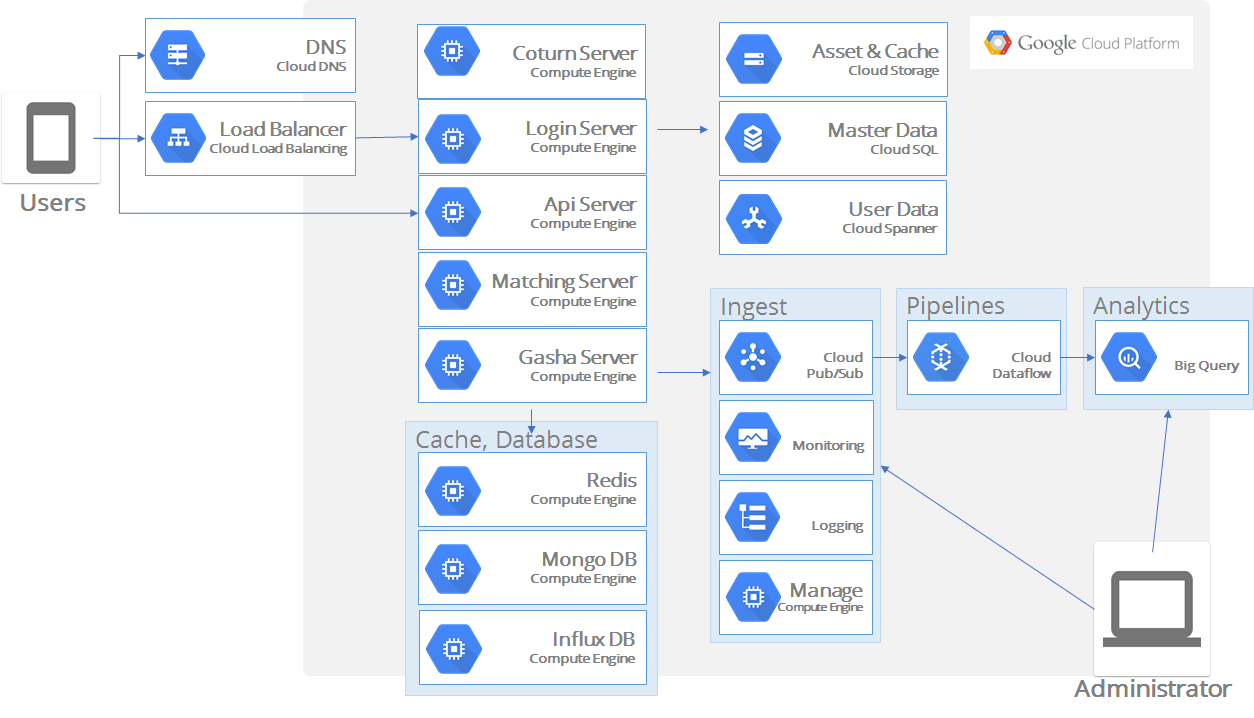 Users
DNS
Cloud DNS
Load Balancer
Cloud Load Balancing
Coturn Server
Compute Engine
Login Server
Compute Engine
Api Server
Compute Engine
Matching Server
Compute Engine
Gasha Server
Compute Engine
Cache, Database
Redis
Compute Engine
Mongo DB
Compute Engine
Influx DB
Compute Engine
Asset & Cache
Cloud Storage
Master Data
Cloud SQL
User Data
Cloud Spanner
Google Cloud Platform
Ingest
Cloud
Pub/Sub
Monitoring
Logging
Manage
Compute Engine
Pipelines
Cloud
Dataflow
Analytics
Big Query
Administrator